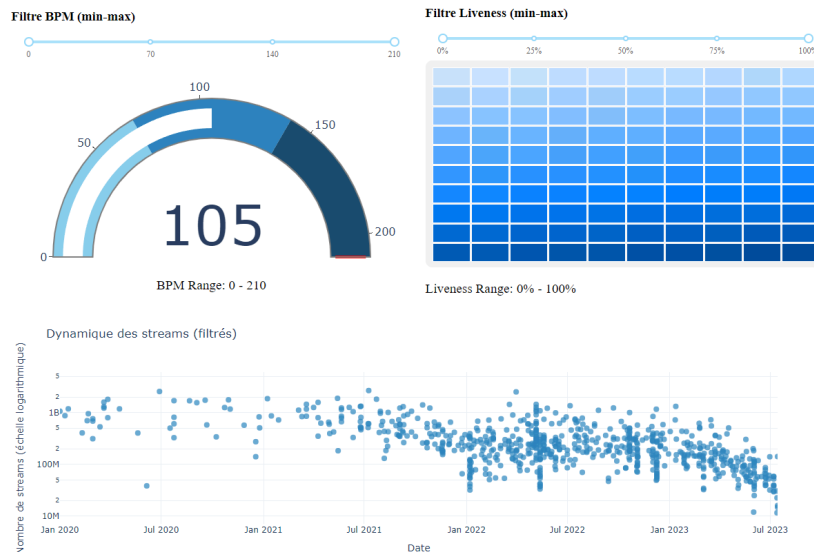 Filtre BPM (min-max)
0 70 140 210
Filtre Liveness (min-max)
0% 25% 50% 75% 100%
0 50 100 150 200
105
BPM Range: 0 - 210
Liveness Range: 0% - 100%
Dynamique des streams (filtrés)
Nombre de streams (échelle logarithmique)
5
2
1B
5
2
100M
5
2
10M
Jan 2020 Jul 2020 Jan 2021 Jul 2021 Jan 2022 Jul 2022 Jan 2023 Jul 2023
Date